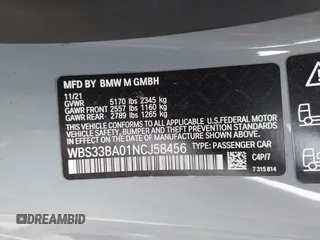 MFD BY BMW M GMBH
11/21
GVWR 5170 lbs 2345 kg
GAWR FRONT 2557 lbs 1160 kg
GAWR REAR 2789 lbs 1265 kg
THIS VEHICLE CONFORMS TO ALL APPLICABLE
U.S. FEDERAL MOTOR VEHICLE SAFETY, BUMPER,
AND THEFT PREVENTION STANDARDS IN EFFECT
ON THE DATE OF MANUFACTURE SHOWN ABOVE.
WBS33BA01NCJ58456
TYPE: PASSENGER CAR
C4P/7
7 315 814